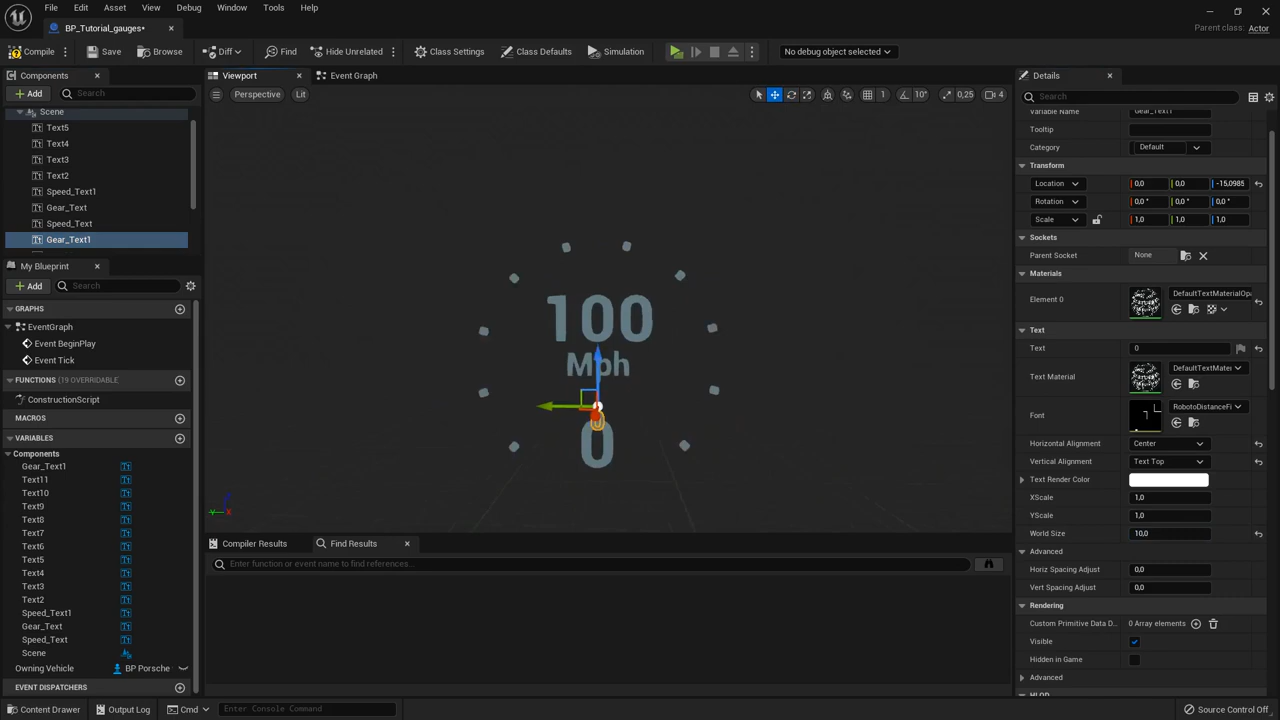 File Edit Asset View Debug Window Tools Help
BP_Tutorial_gauges*
Parent class: Actor
Compile Save Browse Diff Find Hide Unrelated Class Settings Class Defaults Simulation No debug object selected
Components
Add Search
Scene
Text5
Text4
Text3
Text2
Speed_Text1
Gear_Text
Speed_Text
Gear_Text1
My Blueprint
Add Search
GRAPHS
EventGraph
Event BeginPlay
Event Tick
FUNCTIONS (19 OVERRIDABLE
ConstructionScript
MACROS
VARIABLES
Components
Gear_Text1
Text11
Text10
Text9
Text8
Text7
Text6
Text5
Text4
Text3
Text2
Speed_Text1
Gear_Text
Speed_Text
Scene
Owning Vehicle BP Porsche
EVENT DISPATCHERS
Viewport Event Graph
Perspective Lit
1 10° 0,25 4
100
Mph
0
0
Compiler Results Find Results
Enter function or event name to find references...
Details
Search
Variable Name Gear_Text1
Tooltip
Category Default
Transform
Location 0,0 0,0 -15,0985
Rotation 0,0 ° 0,0 ° 0,0 °
Scale 1,0 1,0 1,0
Sockets
Parent Socket None
Materials
Element 0 DefaultTextMaterialOpa
Text
Text 0
Text Material DefaultTextMate
Font RobotoDistanceFi
Horizontal Alignment Center
Vertical Alignment Text Top
Text Render Color
XScale 1,0
YScale 1,0
World Size 10,0
Advanced
Horiz Spacing Adjust 0,0
Vert Spacing Adjust 0,0
Rendering
Custom Primitive Data D... 0 Array elements
Visible
Hidden in Game
Advanced
HLOD
Content Drawer Output Log Cmd Enter Console Command Source Control Off